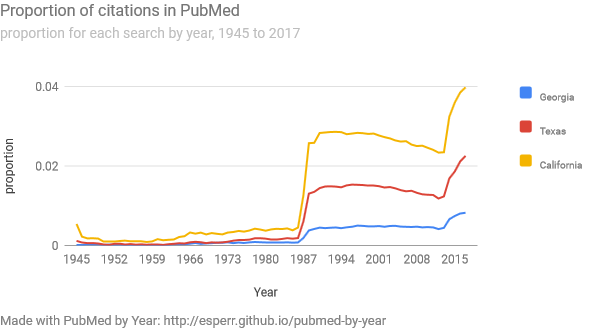 Proportion of citations in PubMed
proportion for each search by year, 1945 to 2017
proportion
0.04
0.02
0
1945 1952 1959 1966 1973 1980 1987 1994 2001 2008 2015
Year
Georgia
Texas
California
Made with PubMed by Year: http://esperr.github.io/pubmed-by-year